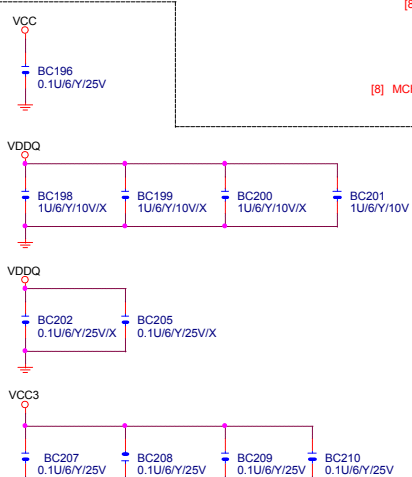 [8]
VCC
BC196
0.1U/6/Y/25V
[8] MC
VDDQ
BC198 BC199 BC200 BC201
1U/6/Y/10V/X 1U/6/Y/10V/X 1U/6/Y/10V/X 1U/6/Y/10V
VDDQ
BC202 BC205
0.1U/6/Y/25V/X 0.1U/6/Y/25V/X
VCC3
BC207 BC208 BC209 BC210
0.1U/6/Y/25V 0.1U/6/Y/25V 0.1U/6/Y/25V 0.1U/6/Y/25V